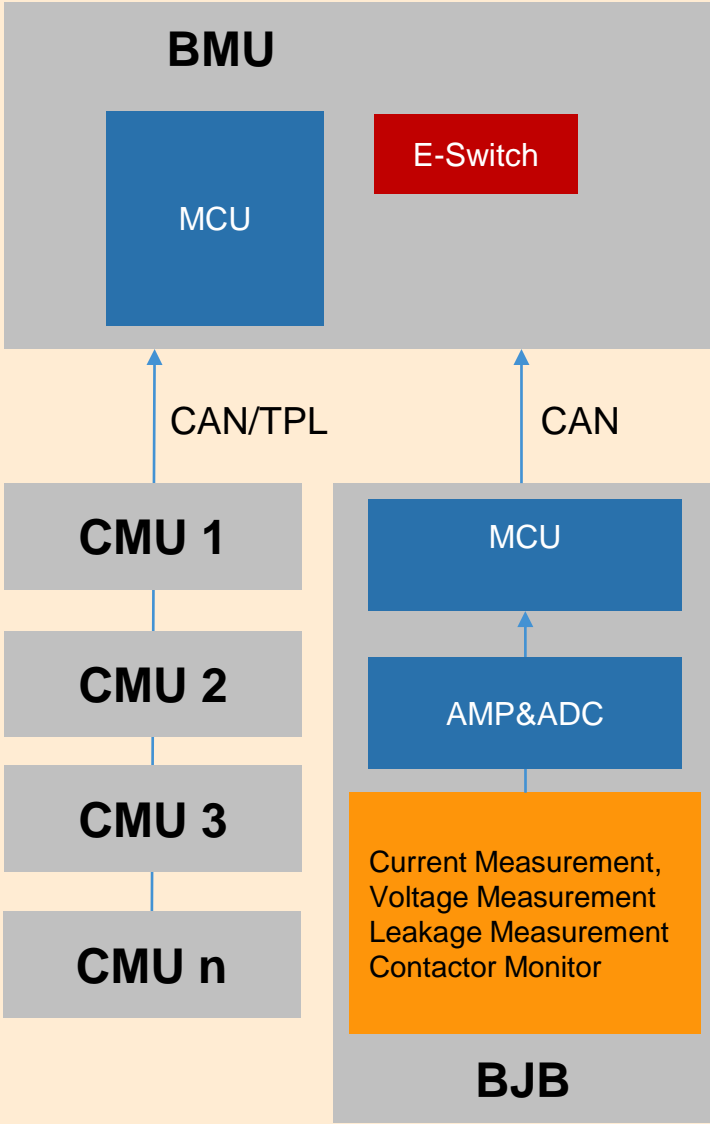 BMU
MCU
E-Switch
CAN/TPL
CAN
CMU 1
CMU 2
CMU 3
CMU n
MCU
AMP&ADC
Current Measurement,
Voltage Measurement
Leakage Measurement
Contactor Monitor
BJB